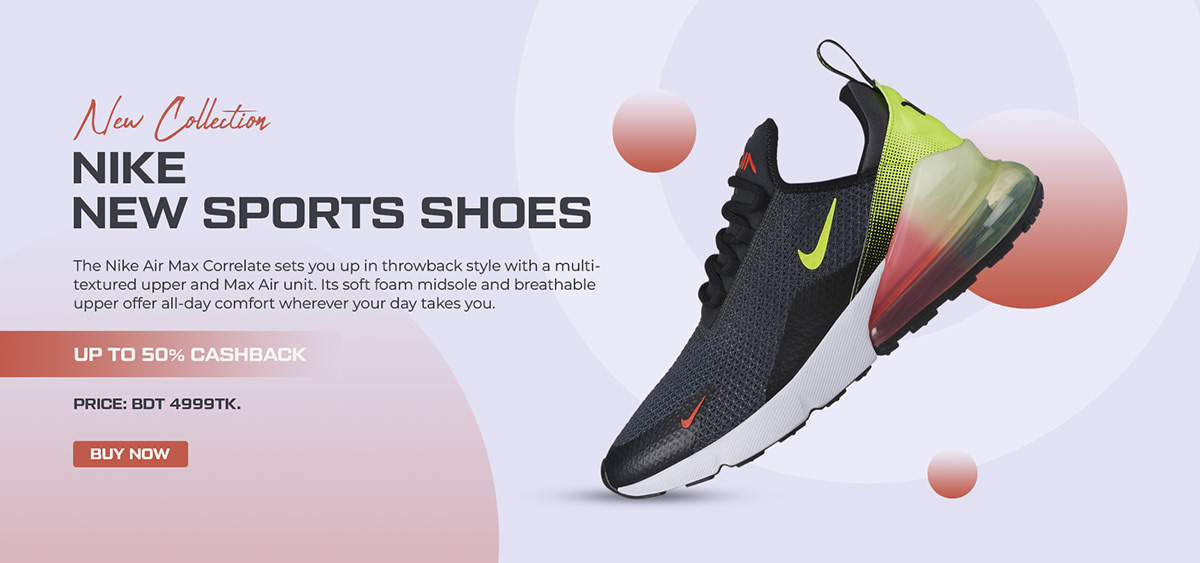 New Collection
NIKE
NEW SPORTS SHOES
The Nike Air Max Correlate sets you up in throwback style with a multi-
textured upper and Max Air unit. Its soft foam midsole and breathable
upper offer all-day comfort wherever your day takes you.
UP TO 50% CASHBACK
PRICE: BDT 4999TK.
BUY NOW